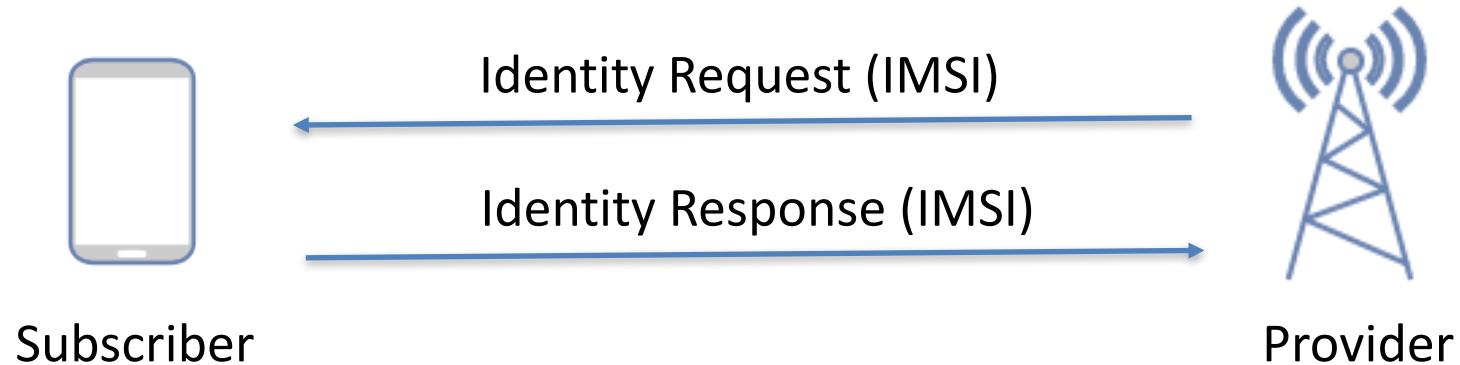 Identity Request (IMSI)
Identity Response (IMSI)
Subscriber
Provider